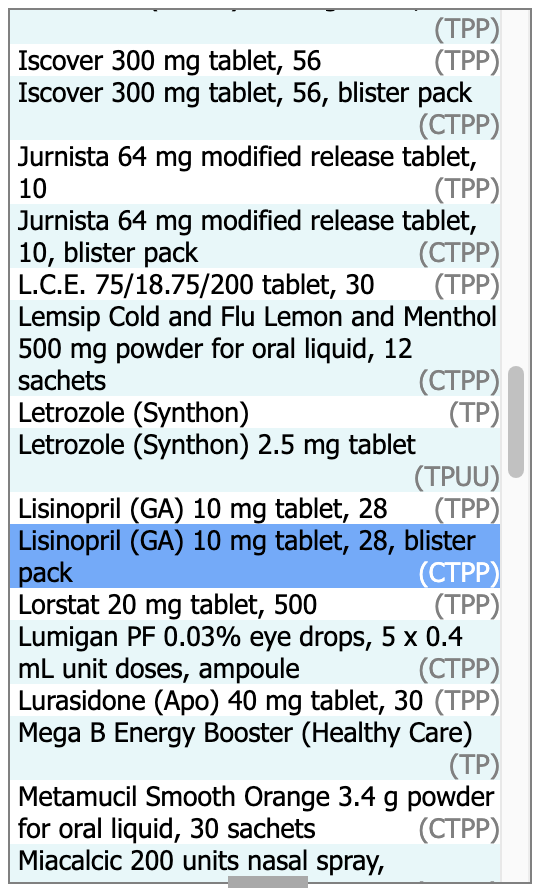 (TPP)
Iscover 300 mg tablet, 56 (TPP)
Iscover 300 mg tablet, 56, blister pack
(CTPP)
Jurnista 64 mg modified release tablet,
10 (TPP)
Jurnista 64 mg modified release tablet,
10, blister pack (CTPP)
L.C.E. 75/18.75/200 tablet, 30 (TPP)
Lemsip Cold and Flu Lemon and Menthol
500 mg powder for oral liquid, 12
sachets (CTPP)
Letrozole (Synthon) (TP)
Letrozole (Synthon) 2.5 mg tablet
(TPUU)
Lisinopril (GA) 10 mg tablet, 28 (TPP)
Lisinopril (GA) 10 mg tablet, 28, blister
pack (CTPP)
Lorstat 20 mg tablet, 500 (TPP)
Lumigan PF 0.03% eye drops, 5 x 0.4
mL unit doses, ampoule (CTPP)
Lurasidone (Apo) 40 mg tablet, 30 (TPP)
Mega B Energy Booster (Healthy Care)
(TP)
Metamucil Smooth Orange 3.4 g powder
for oral liquid, 30 sachets (CTPP)
Miacalcic 200 units nasal spray,